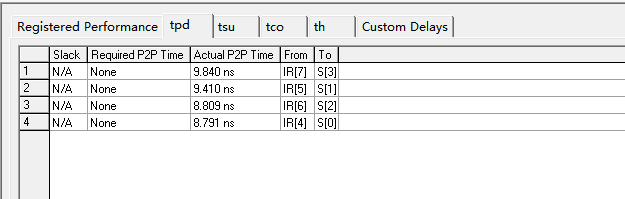 Registered Performance tpd tsu tco th Custom Delays
Slack Required P2P Time Actual P2P Time From To
1 N/A None 9.840 ns IR[7] S[3]
2 N/A None 9.410 ns IR[5] S[1]
3 N/A None 8.809 ns IR[6] S[2]
4 N/A None 8.791 ns IR[4] S[0]